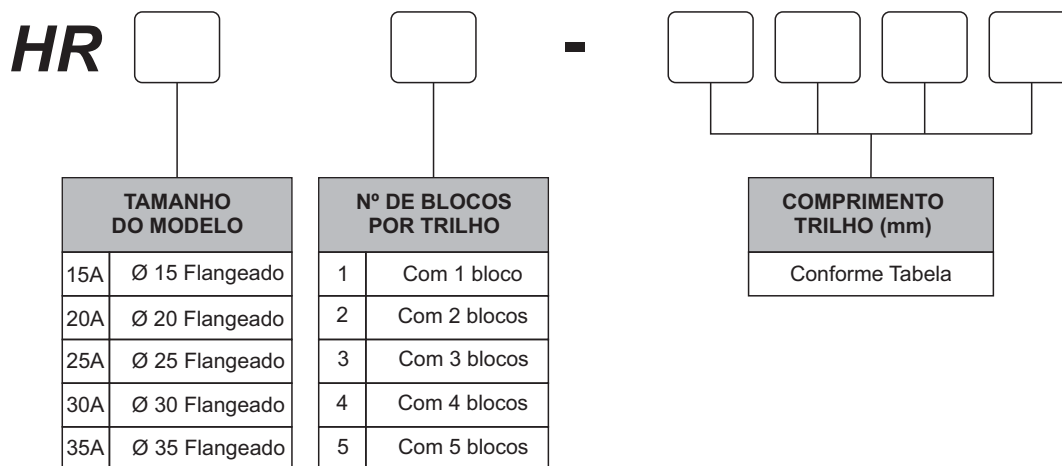 HR -
TAMANHO
DO MODELO
15A Ø 15 Flangeado
20A Ø 20 Flangeado
25A Ø 25 Flangeado
30A Ø 30 Flangeado
35A Ø 35 Flangeado
Nº DE BLOCOS
POR TRILHO
1 Com 1 bloco
2 Com 2 blocos
3 Com 3 blocos
4 Com 4 blocos
5 Com 5 blocos
COMPRIMENTO
TRILHO (mm)
Conforme Tabela